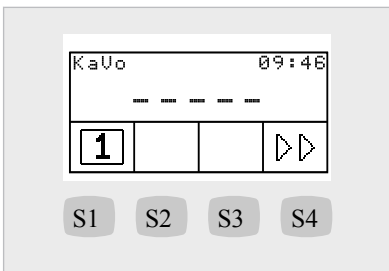 KaVo 09:46
– – – – –
1
S1 S2 S3 S4